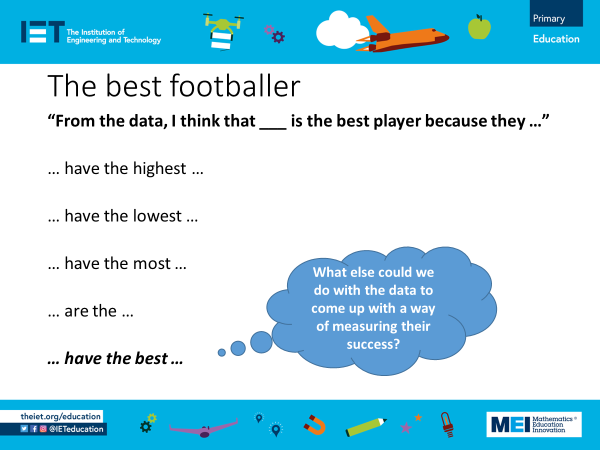 IET
The Institution of
Engineering and Technology
Primary
Education
The best footballer
“From the data, I think that ___ is the best player because they …”
… have the highest …
… have the lowest …
… have the most …
… are the …
… have the best …
What else could we
do with the data to
come up with a way
of measuring their
success?
theiet.org/education
@IETeducation
MEI
Mathematics®
Education
Innovation